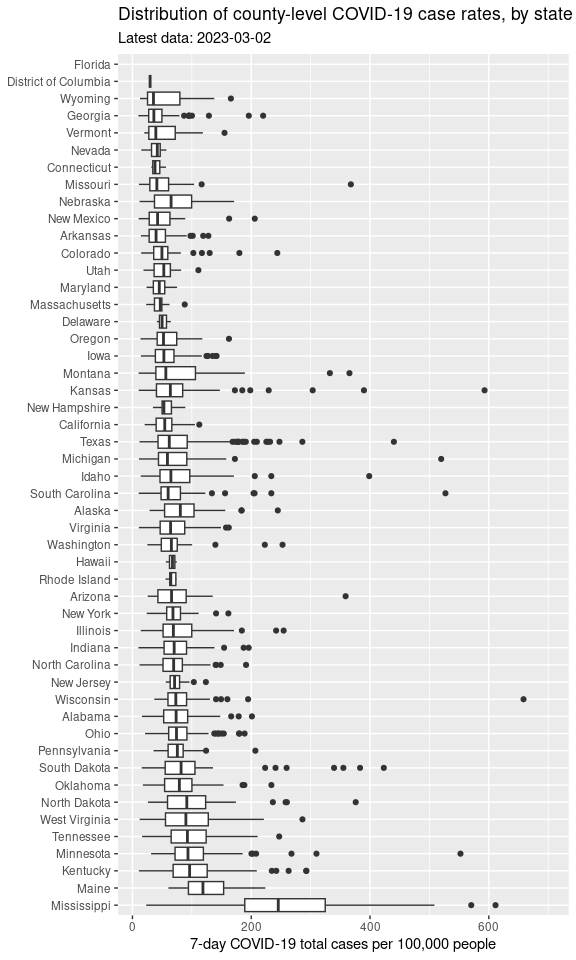 Distribution of county-level COVID-19 case rates, by state
Latest data: 2023-03-02
Florida
District of Columbia
Wyoming
Georgia
Vermont
Nevada
Connecticut
Missouri
Nebraska
New Mexico
Arkansas
Colorado
Utah
Maryland
Massachusetts
Delaware
Oregon
Iowa
Montana
Kansas
New Hampshire
California
Texas
Michigan
Idaho
South Carolina
Alaska
Virginia
Washington
Hawaii
Rhode Island
Arizona
New York
Illinois
Indiana
North Carolina
New Jersey
Wisconsin
Alabama
Ohio
Pennsylvania
South Dakota
Oklahoma
North Dakota
West Virginia
Tennessee
Minnesota
Kentucky
Maine
Mississippi
0 200 400 600
7-day COVID-19 total cases per 100,000 people